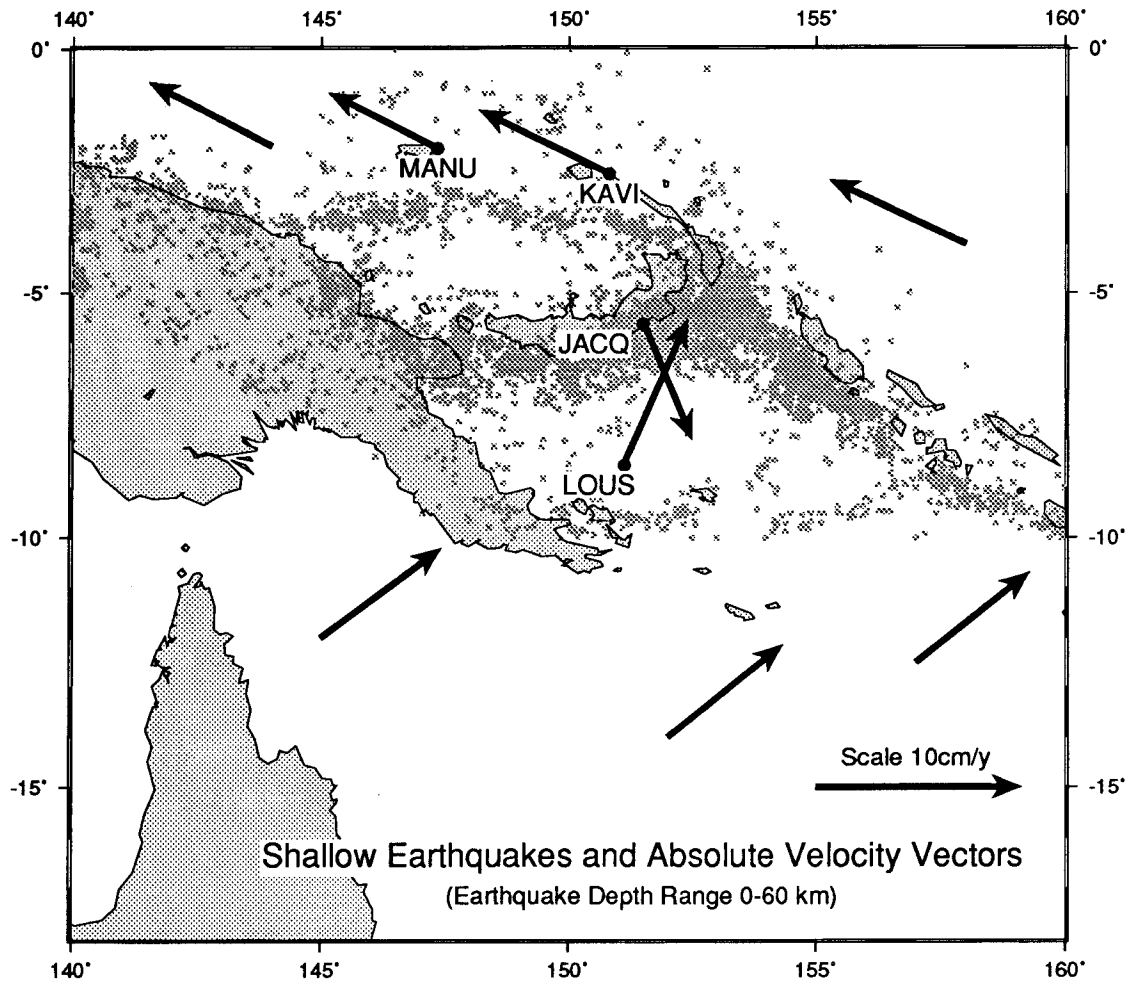 140° 145° 150° 155° 160°
0° 0°
MANU
KAVI
-5° -5°
JACQ
LOUS
-10° -10°
Scale 10cm/y
-15° -15°
Shallow Earthquakes and Absolute Velocity Vectors
(Earthquake Depth Range 0-60 km)
140° 145° 150° 155° 160°